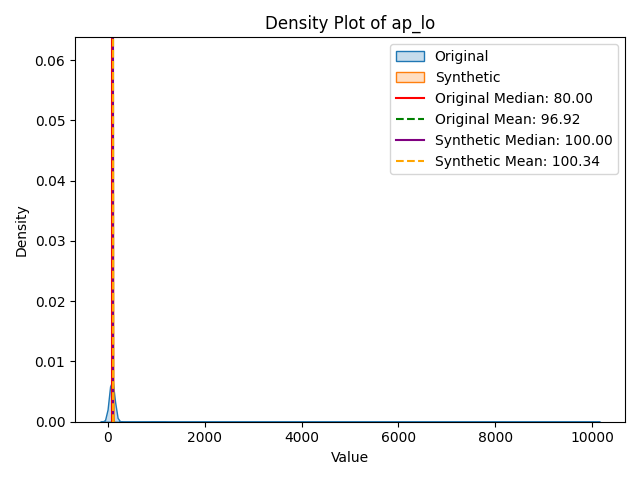 Density Plot of ap_lo
Original
Synthetic
Original Median: 80.00
Original Mean: 96.92
Synthetic Median: 100.00
Synthetic Mean: 100.34
0.06
0.05
0.04
0.03
0.02
0.01
0.00
Density
0 2000 4000 6000 8000 10000
Value